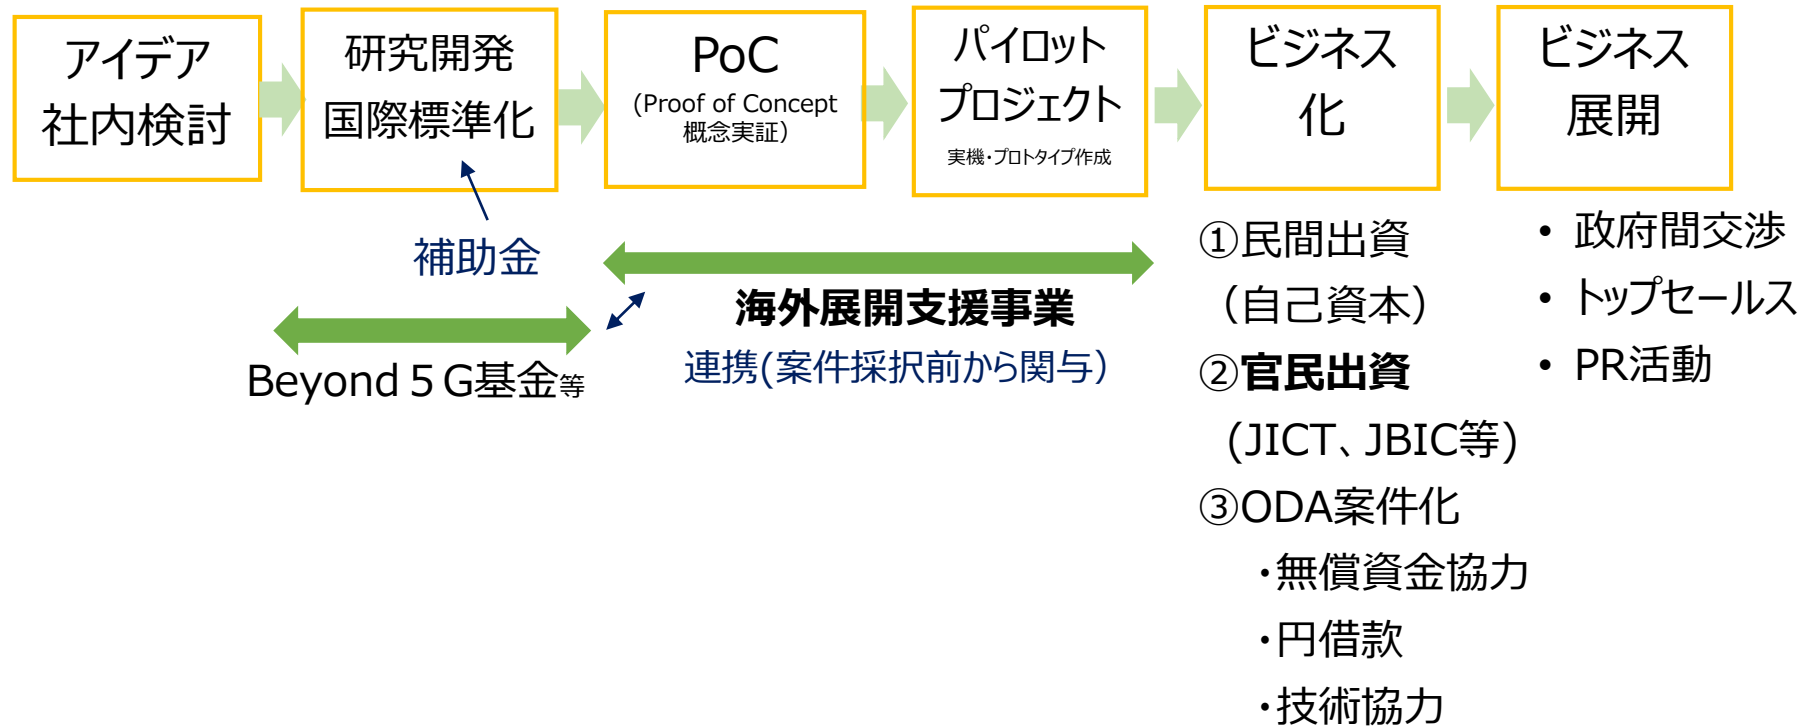 アイデア
社内検討
研究開発
国際標準化
PoC
(Proof of Concept
概念実証)
パイロット
プロジェクト
実機・プロトタイプ作成
ビジネス
化
ビジネス
展開
補助金
Beyond 5G基金等
海外展開支援事業
連携(案件採択前から関与)
①民間出資
(自己資本)
②官民出資
(JICT、JBIC等)
③ODA案件化
・無償資金協力
・円借款
・技術協力
• 政府間交渉
• トップセールス
• PR活動